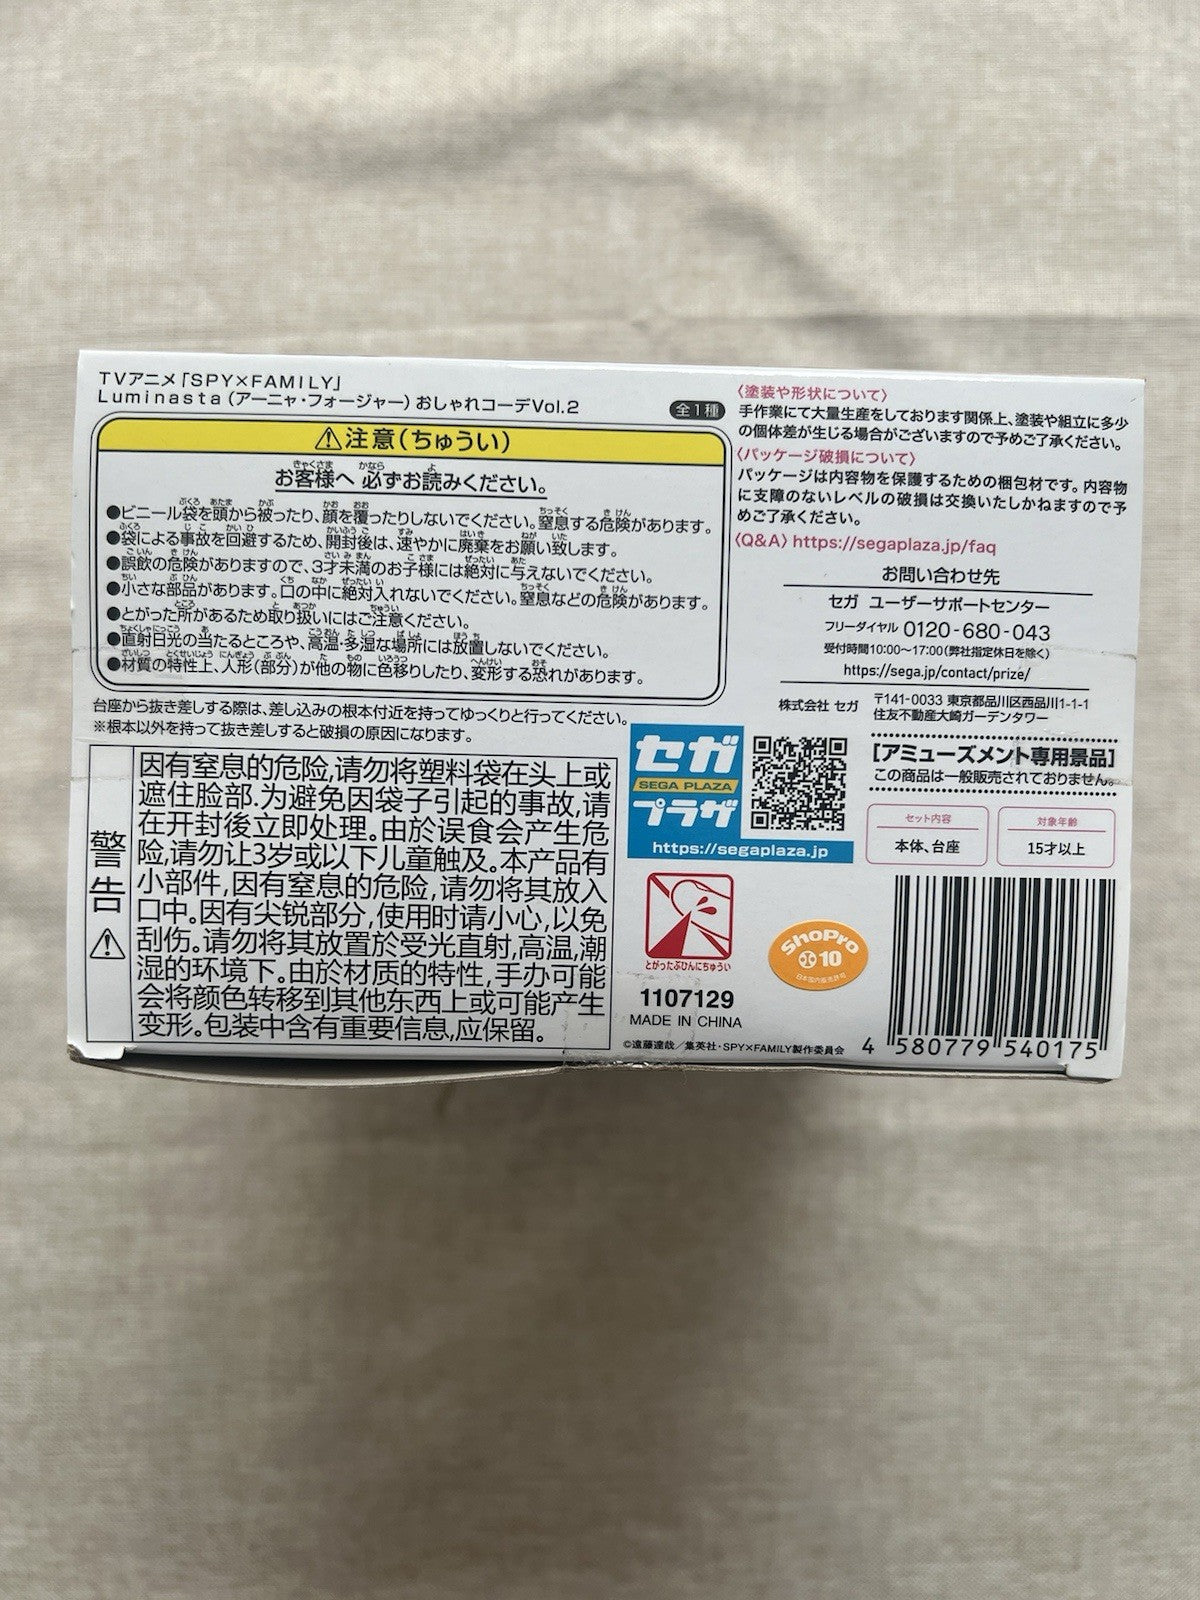 TVアニメ「SPY×FAMILY」
Luminasta（アーニャ・フォージャー）おしゃれコーデVol.2
全1種
⚠注意（ちゅうい）
お客様へ 必ずお読みください。
●ビニール袋を頭から被ったり、顔を覆ったりしないでください。窒息する危険があります。
●袋による事故を回避するため、開封後は、速やかに廃棄をお願い致します。
●誤飲の危険がありますので、3才未満のお子様には絶対に与えないでください。
●小さな部品があります。口の中に絶対入れないでください。窒息などの危険があります。
●とがった所があるため取り扱いにはご注意ください。
●直射日光の当たるところや、高温・多湿な場所には放置しないでください。
●材質の特性上、人形（部分）が他の物に色移りしたり、変形する恐れがあります。
台座から抜き差しする際は、差し込みの根本付近を持ってゆっくりと行ってください。
※根本以外を持って抜き差しすると破損の原因になります。
警告⚠
因有窒息的危险,请勿将塑料袋在头上或
遮住脸部.为避免因袋子引起的事故,请
在开封後立即处理。由於误食会产生危
险,请勿让3岁或以下儿童触及。本产品有
小部件,因有窒息的危险,请勿将其放入
口中。因有尖锐部分,使用时请小心,以免
刮伤。请勿将其放置於受光直射,高温,潮
湿的环境下。由於材质的特性,手办可能
会将颜色转移到其他东西上或可能产生
变形。包装中含有重要信息,应保留。
〈塗装や形状について〉
手作業にて大量生産をしております関係上、塗装や組立に多少
の個体差が生じる場合がございますので予めご了承ください。
〈パッケージ破損について〉
パッケージは内容物を保護するための梱包材です。内容物
に支障のないレベルの破損は交換いたしかねますので予
めご了承ください。
〈Q&A〉https://segaplaza.jp/faq
お問い合わせ先
セガ ユーザーサポートセンター
フリーダイヤル 0120-680-043
受付時間10:00〜17:00（弊社指定休日を除く）
https://sega.jp/contact/prize/
株式会社 セガ
〒141-0033 東京都品川区西品川1-1-1
住友不動産大崎ガーデンタワー
セガ
SEGA PLAZA
プラザ
https://segaplaza.jp
［アミューズメント専用景品］
この商品は一般販売されておりません。
セット内容
本体、台座
対象年齢
15才以上
とがったぶひんにちゅうい
1107129
MADE IN CHINA
ShoPro
10
日本国内販売許可
©遠藤達哉／集英社・SPY×FAMILY製作委員会
4 580779 540175